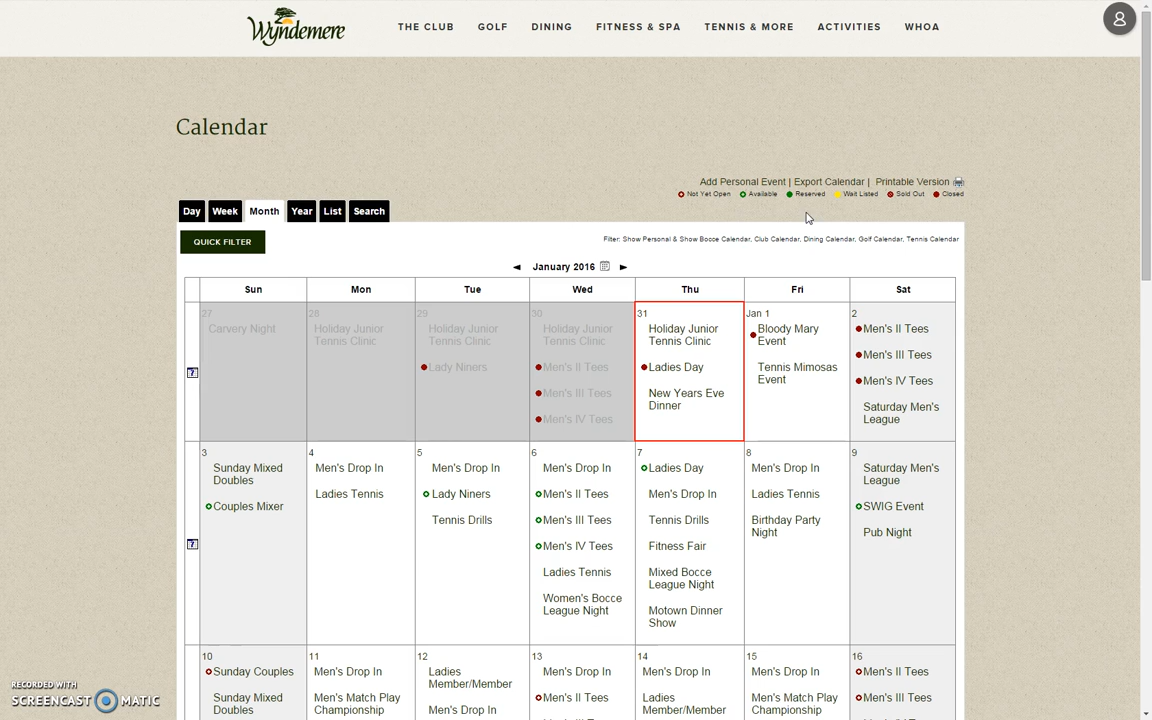 Wyndemere
THE CLUB GOLF DINING FITNESS & SPA TENNIS & MORE ACTIVITIES WHOA
Calendar
Add Personal Event | Export Calendar | Printable Version
Not Yet Open Available Reserved Wait Listed Sold Out Closed
Day Week Month Year List Search
QUICK FILTER
Filter: Show Personal & Show Bocce Calendar, Club Calendar, Dining Calendar, Golf Calendar, Tennis Calendar
◄ January 2016 ►
Sun Mon Tue Wed Thu Fri Sat
27
Carvery Night
28
Holiday Junior
Tennis Clinic
29
Holiday Junior
Tennis Clinic
Lady Niners
30
Holiday Junior
Tennis Clinic
Men's II Tees
Men's III Tees
Men's IV Tees
31
Holiday Junior
Tennis Clinic
Ladies Day
New Years Eve
Dinner
Jan 1
Bloody Mary
Event
Tennis Mimosas
Event
2
Men's II Tees
Men's III Tees
Men's IV Tees
Saturday Men's
League
7
3
Sunday Mixed
Doubles
Couples Mixer
4
Men's Drop In
Ladies Tennis
5
Men's Drop In
Lady Niners
Tennis Drills
6
Men's Drop In
Men's II Tees
Men's III Tees
Men's IV Tees
Ladies Tennis
Women's Bocce
League Night
7
Ladies Day
Men's Drop In
Tennis Drills
Fitness Fair
Mixed Bocce
League Night
Motown Dinner
Show
8
Men's Drop In
Ladies Tennis
Birthday Party
Night
9
Saturday Men's
League
SWIG Event
Pub Night
7
10
Sunday Couples
Sunday Mixed
Doubles
11
Men's Drop In
Men's Match Play
Championship
12
Ladies
Member/Member
Men's Drop In
13
Men's Drop In
Men's II Tees
14
Men's Drop In
Ladies
Member/Member
15
Men's Drop In
Men's Match Play
Championship
16
Men's II Tees
Men's III Tees
RECORDED WITH
SCREENCAST MATIC